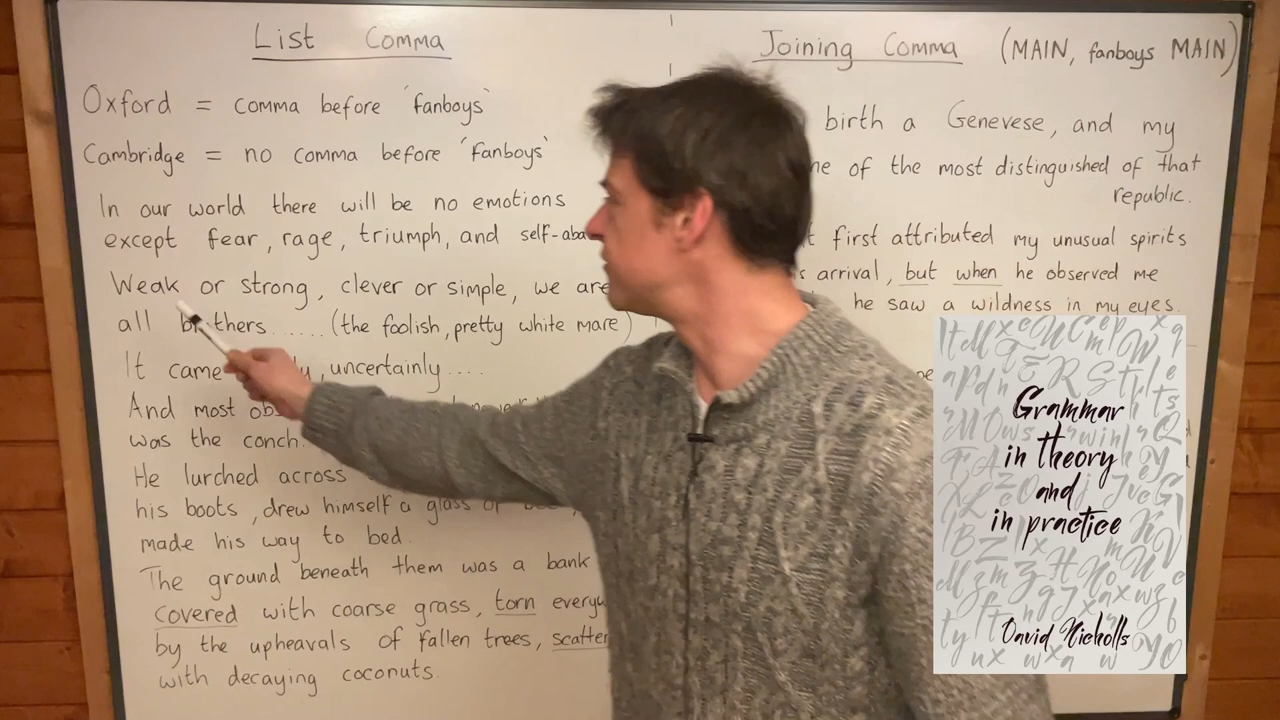 List Comma
Oxford = comma before 'fanboys'
Cambridge = no comma before 'fanboys'
In our world there will be no emotions
except fear, rage, triumph, and
Weak or strong, clever or simple, we are
all ...... (the foolish, pretty white mare)
It came , uncertainly ....
And most
was the conch.
He lurched across
his boots, drew himself a glass of
made his way to bed.
The ground beneath them was a bank
covered with coarse grass, torn
by the upheavals of fallen trees,
with decaying coconuts.
Joining Comma (MAIN, fanboys MAIN)
birth a Genevese, and my
of the most distinguished of that
republic.
first attributed my unusual spirits
arrival, but when he observed me
he saw a wildness in my eyes.
Grammar
in theory
and
in practice
David Nicholls